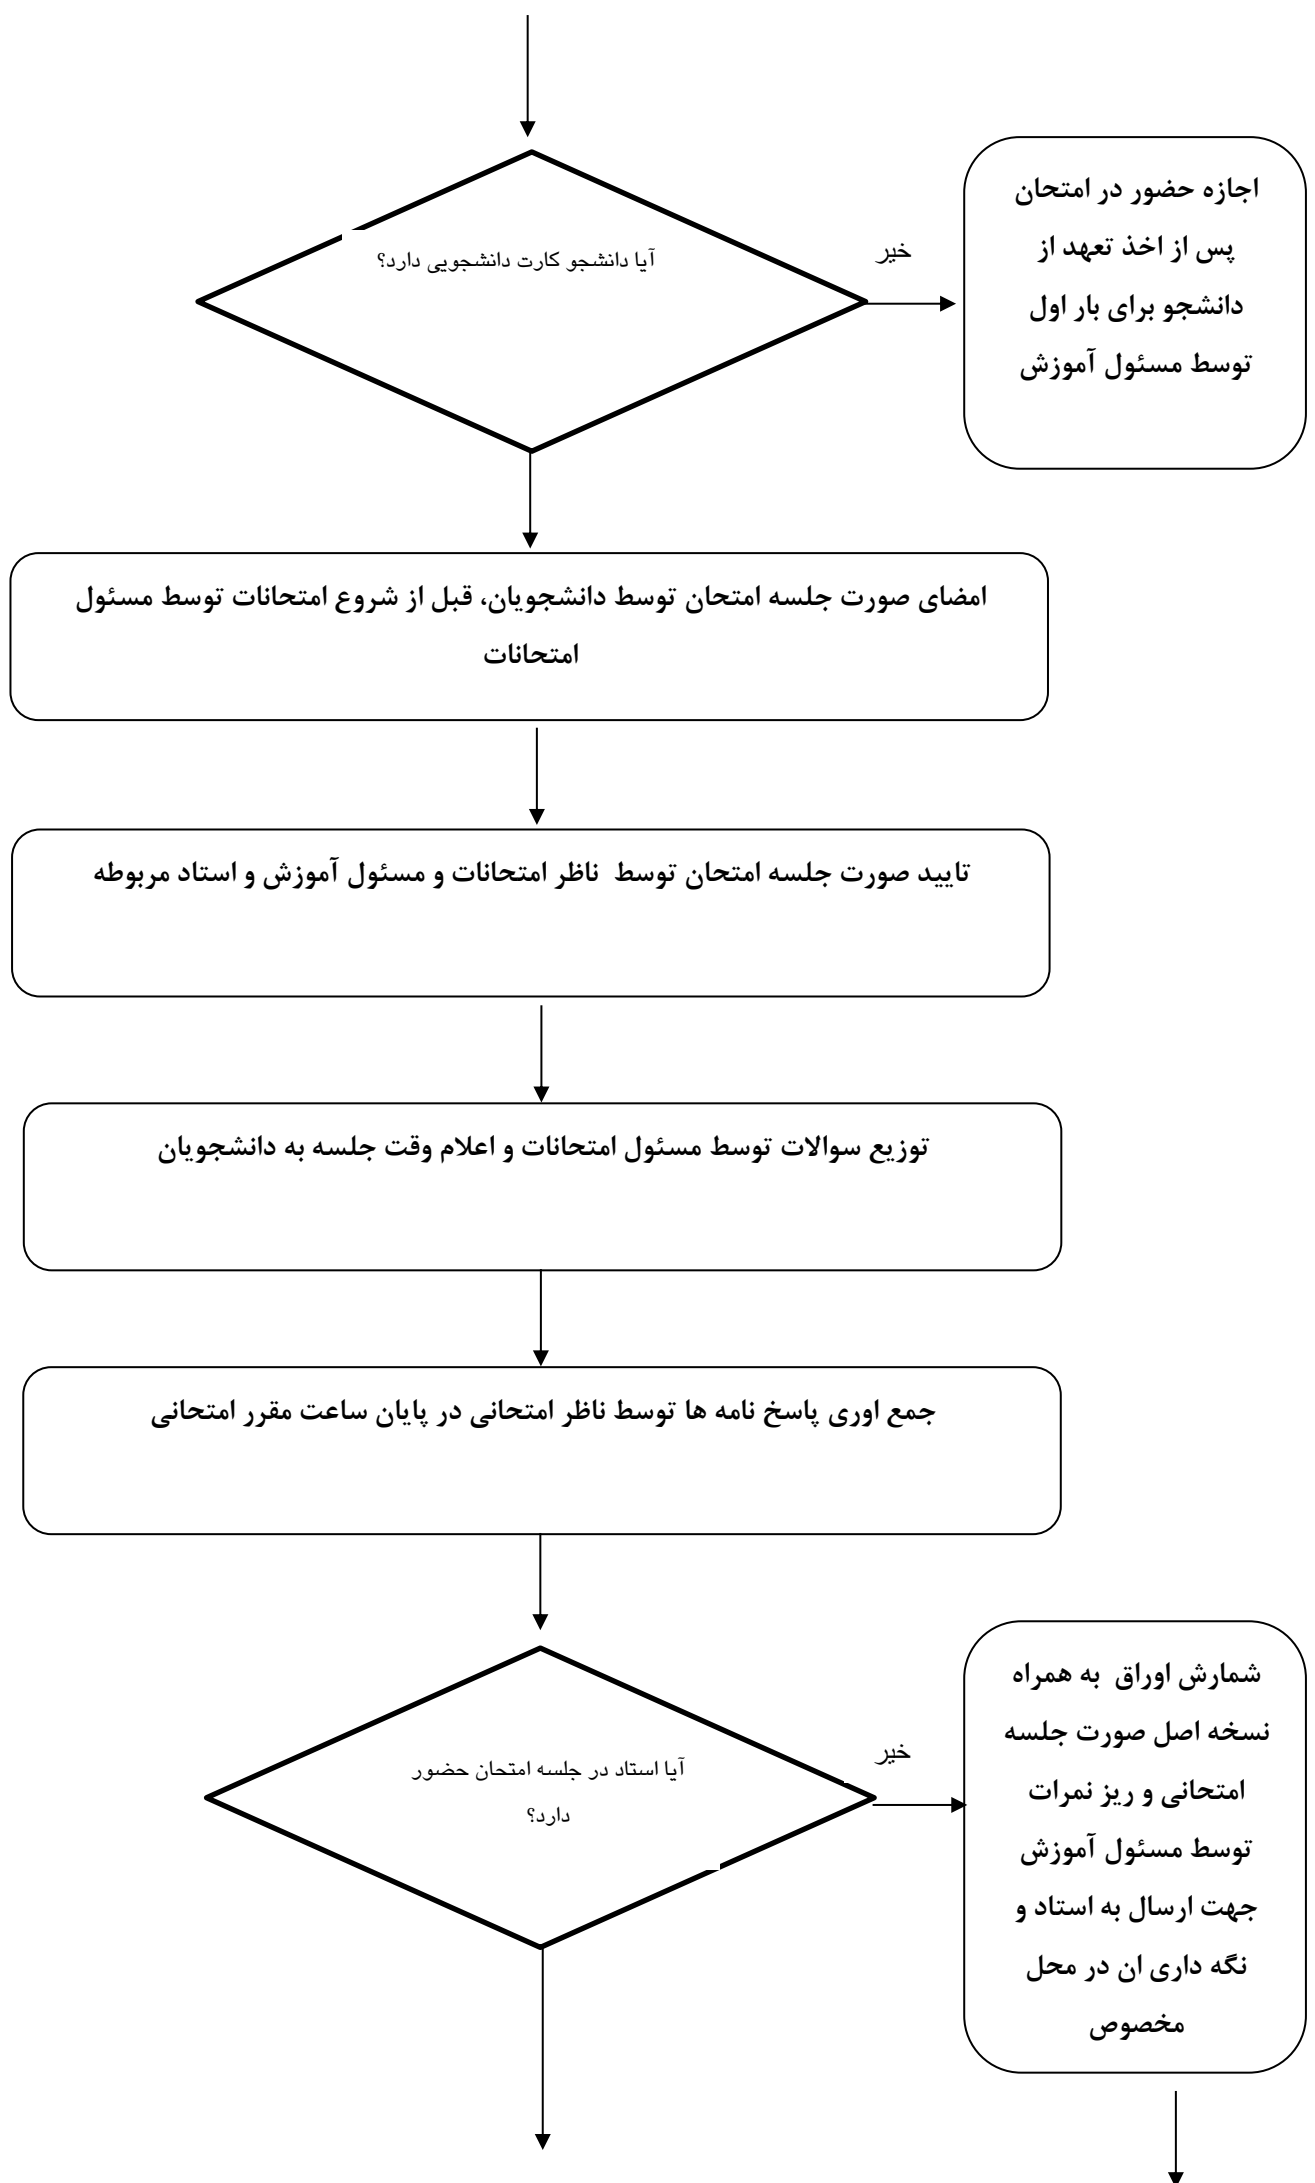 آیا دانشجو کارت دانشجویی دارد؟
خیر
اجازه حضور در امتحان
پس از اخذ تعهد از
دانشجو برای بار اول
توسط مسئول آموزش
امضای صورت جلسه امتحان توسط دانشجویان، قبل از شروع امتحانات توسط مسئول
امتحانات
تایید صورت جلسه امتحان توسط ناظر امتحانات و مسئول آموزش و استاد مربوطه
توزیع سوالات توسط مسئول امتحانات و اعلام وقت جلسه به دانشجویان
جمع اوری پاسخ نامه ها توسط ناظر امتحانی در پایان ساعت مقرر امتحانی
آیا استاد در جلسه امتحان حضور
دارد؟
خیر
شمارش اوراق به همراه
نسخه اصل صورت جلسه
امتحانی و ریز نمرات
توسط مسئول آموزش
جهت ارسال به استاد و
نگه داری ان در محل
مخصوص